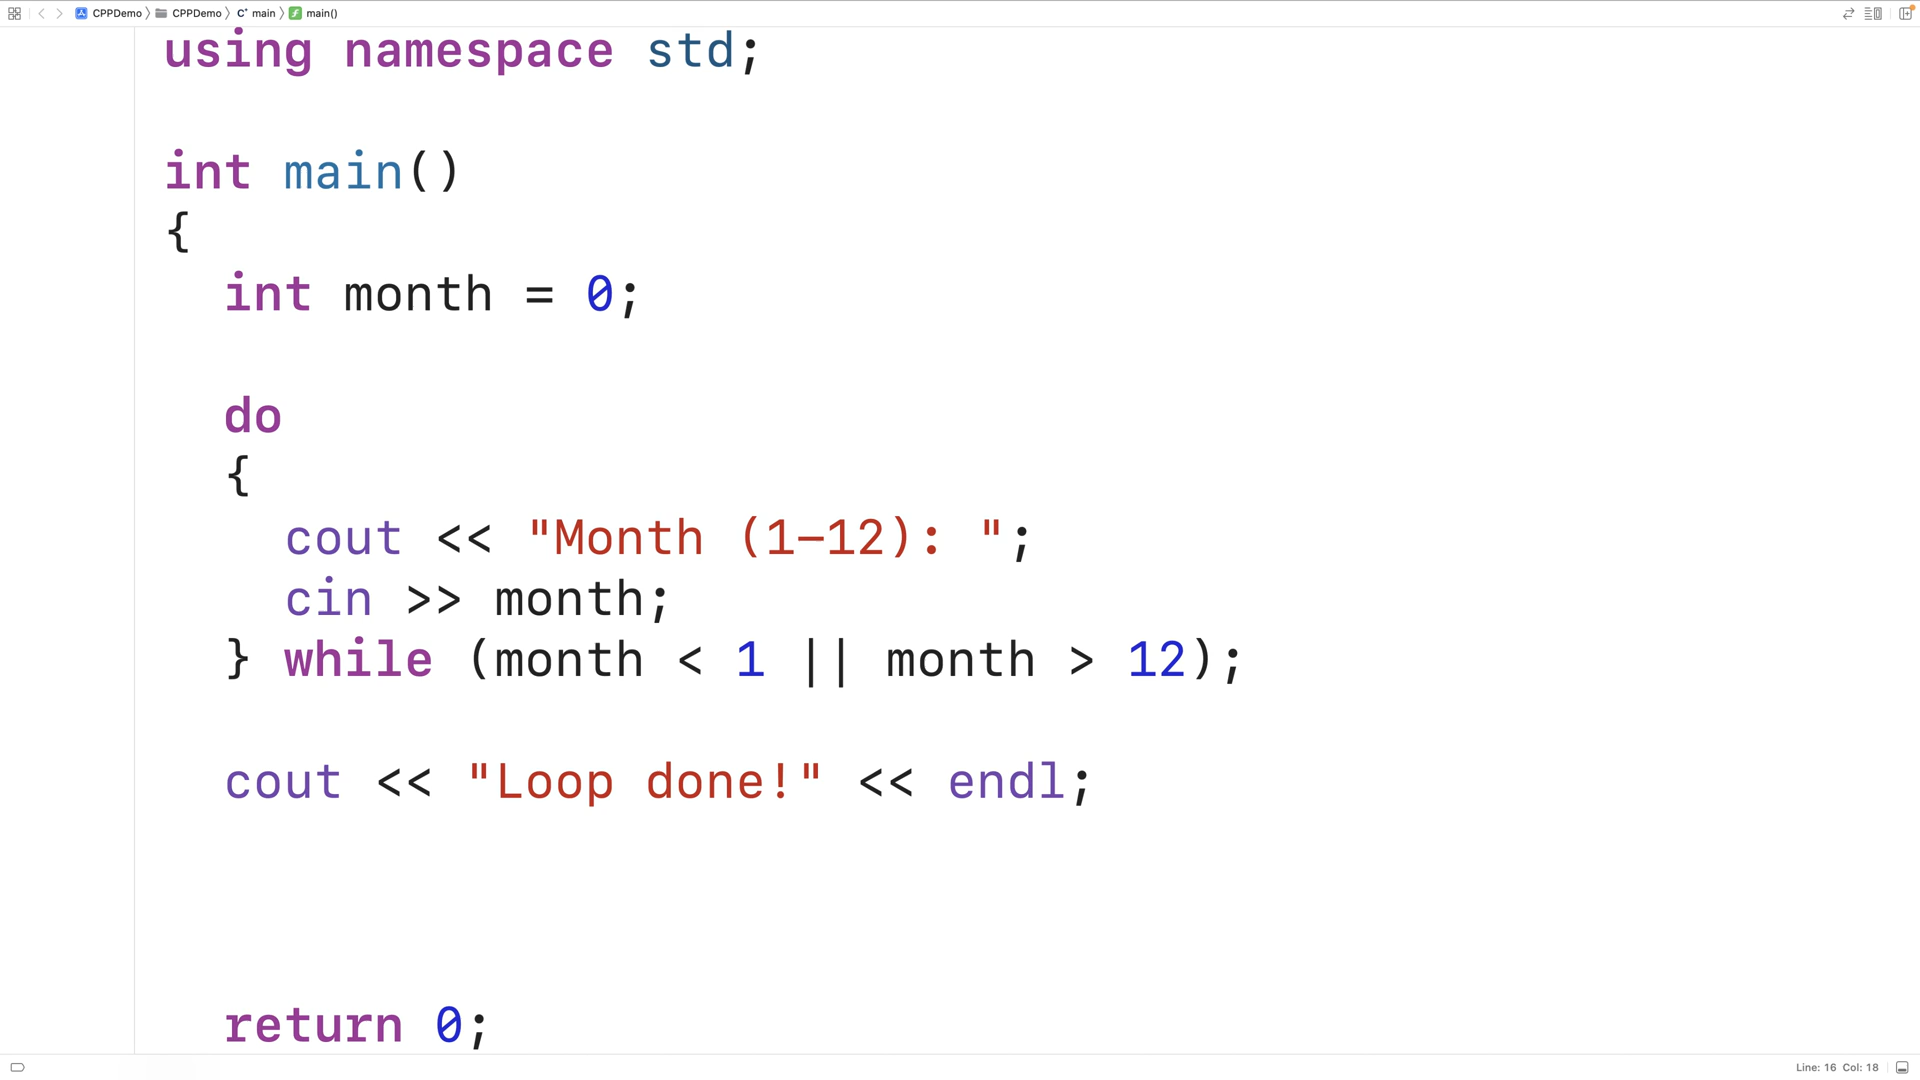 CPPDemo CPPDemo C+ main f main()
using namespace std;
int main()
{
int month = 0;
do
{
cout << "Month (1-12): ";
cin >> month;
} while (month < 1 || month > 12);
cout << "Loop done!" << endl;
return 0;
Line: 16 Col: 18